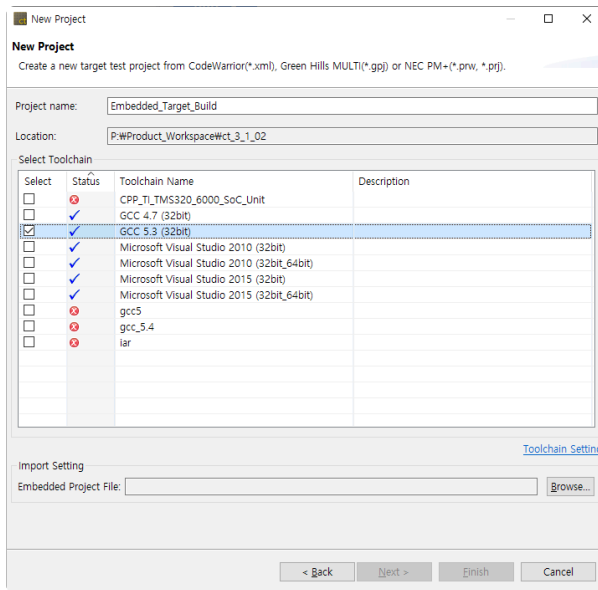 New Project
New Project
Create a new target test project from CodeWarrior(*.xml), Green Hills MULTI(*.gpj) or NEC PM+(*.prw, *.prj).
Project name: Embedded_Target_Build
Location: P:₩Product_Workspace₩ct_3_1_02
Select Toolchain
Select Status Toolchain Name Description
CPP_TI_TMS320_6000_SoC_Unit
GCC 4.7 (32bit)
GCC 5.3 (32bit)
Microsoft Visual Studio 2010 (32bit)
Microsoft Visual Studio 2010 (32bit_64bit)
Microsoft Visual Studio 2015 (32bit)
Microsoft Visual Studio 2015 (32bit_64bit)
gcc5
gcc_5.4
iar
Toolchain Setting
Import Setting
Embedded Project File: Browse...
< Back Next > Finish Cancel